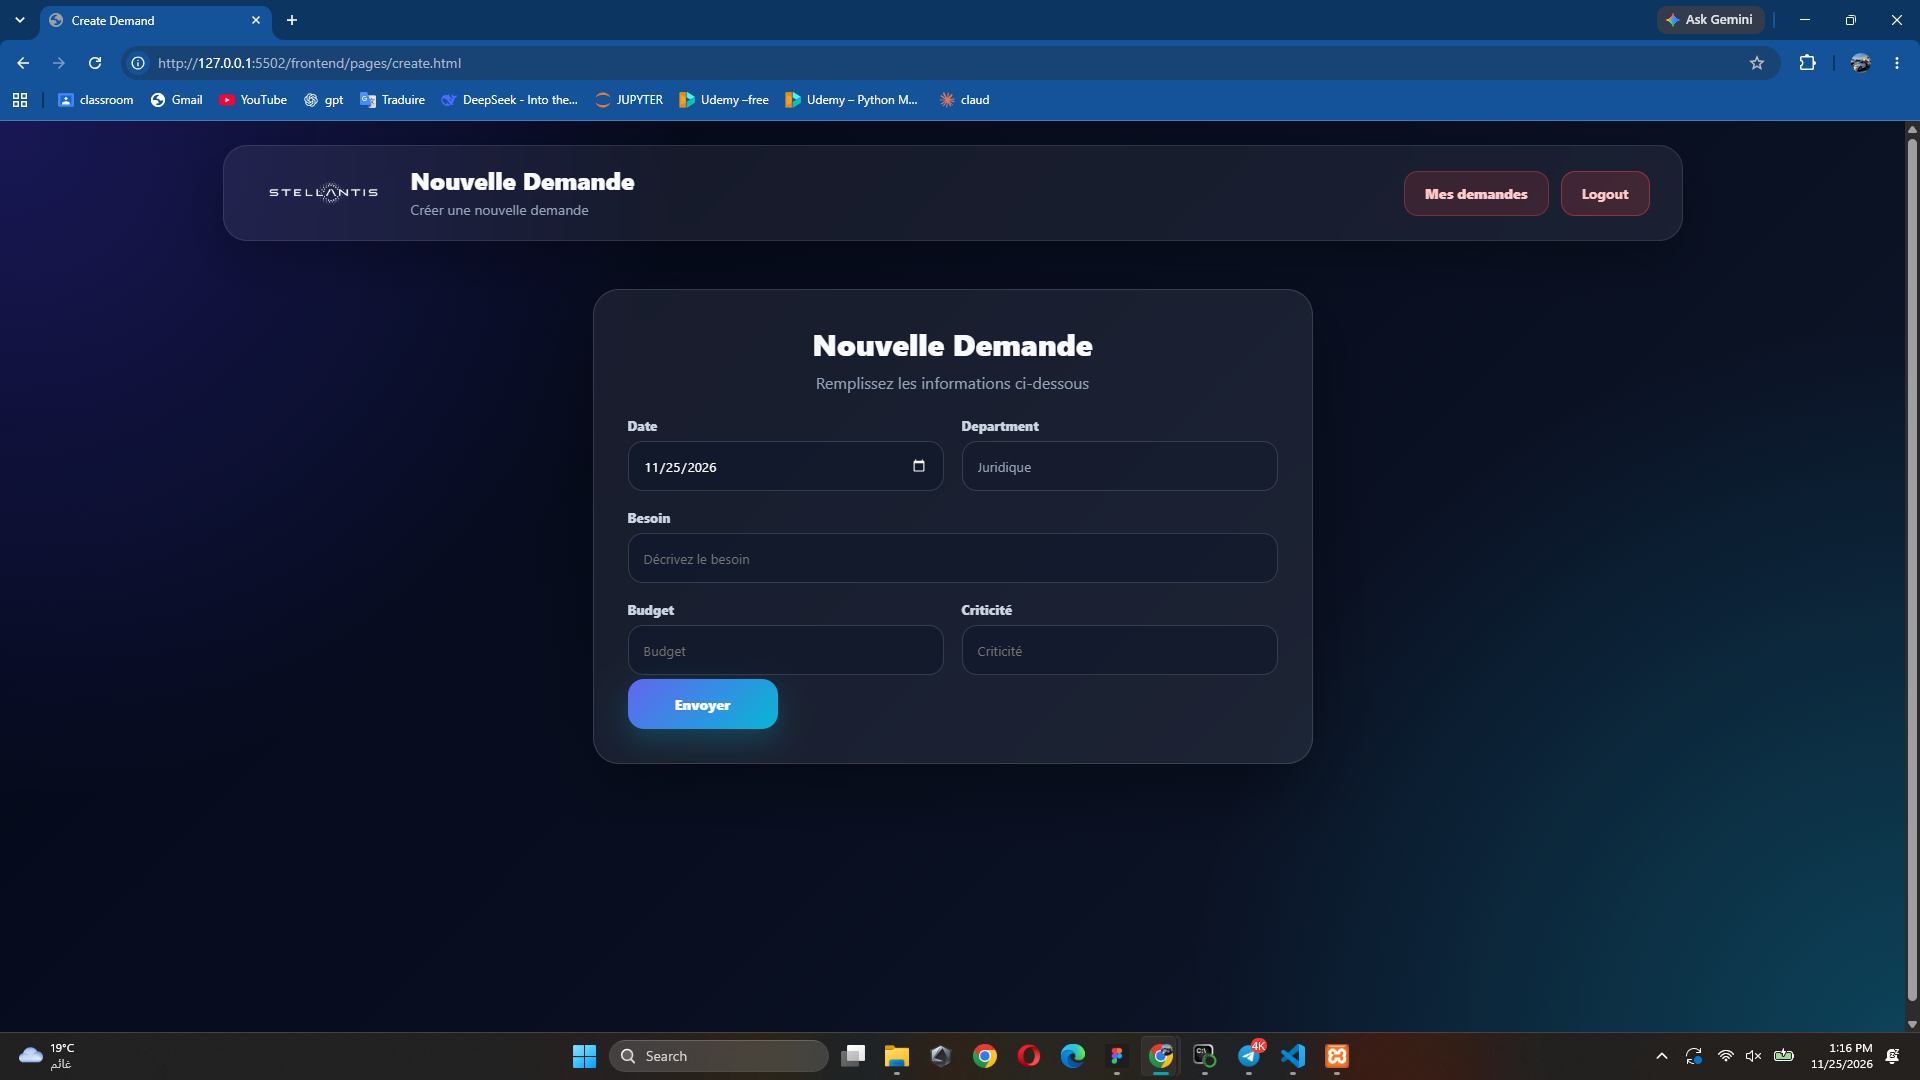 Create Demand
Ask Gemini
http://127.0.0.1:5502/frontend/pages/create.html
classroom
Gmail
YouTube
gpt
Traduire
DeepSeek - Into the...
JUPYTER
Udemy –free
Udemy – Python M...
claud
STELLANTIS
Nouvelle Demande
Créer une nouvelle demande
Mes demandes
Logout
Nouvelle Demande
Remplissez les informations ci-dessous
Date
Department
11/25/2026
Juridique
Besoin
Décrivez le besoin
Budget
Criticité
Budget
Criticité
Envoyer
19°C
غائم
Search
4K
1:16 PM
11/25/2026